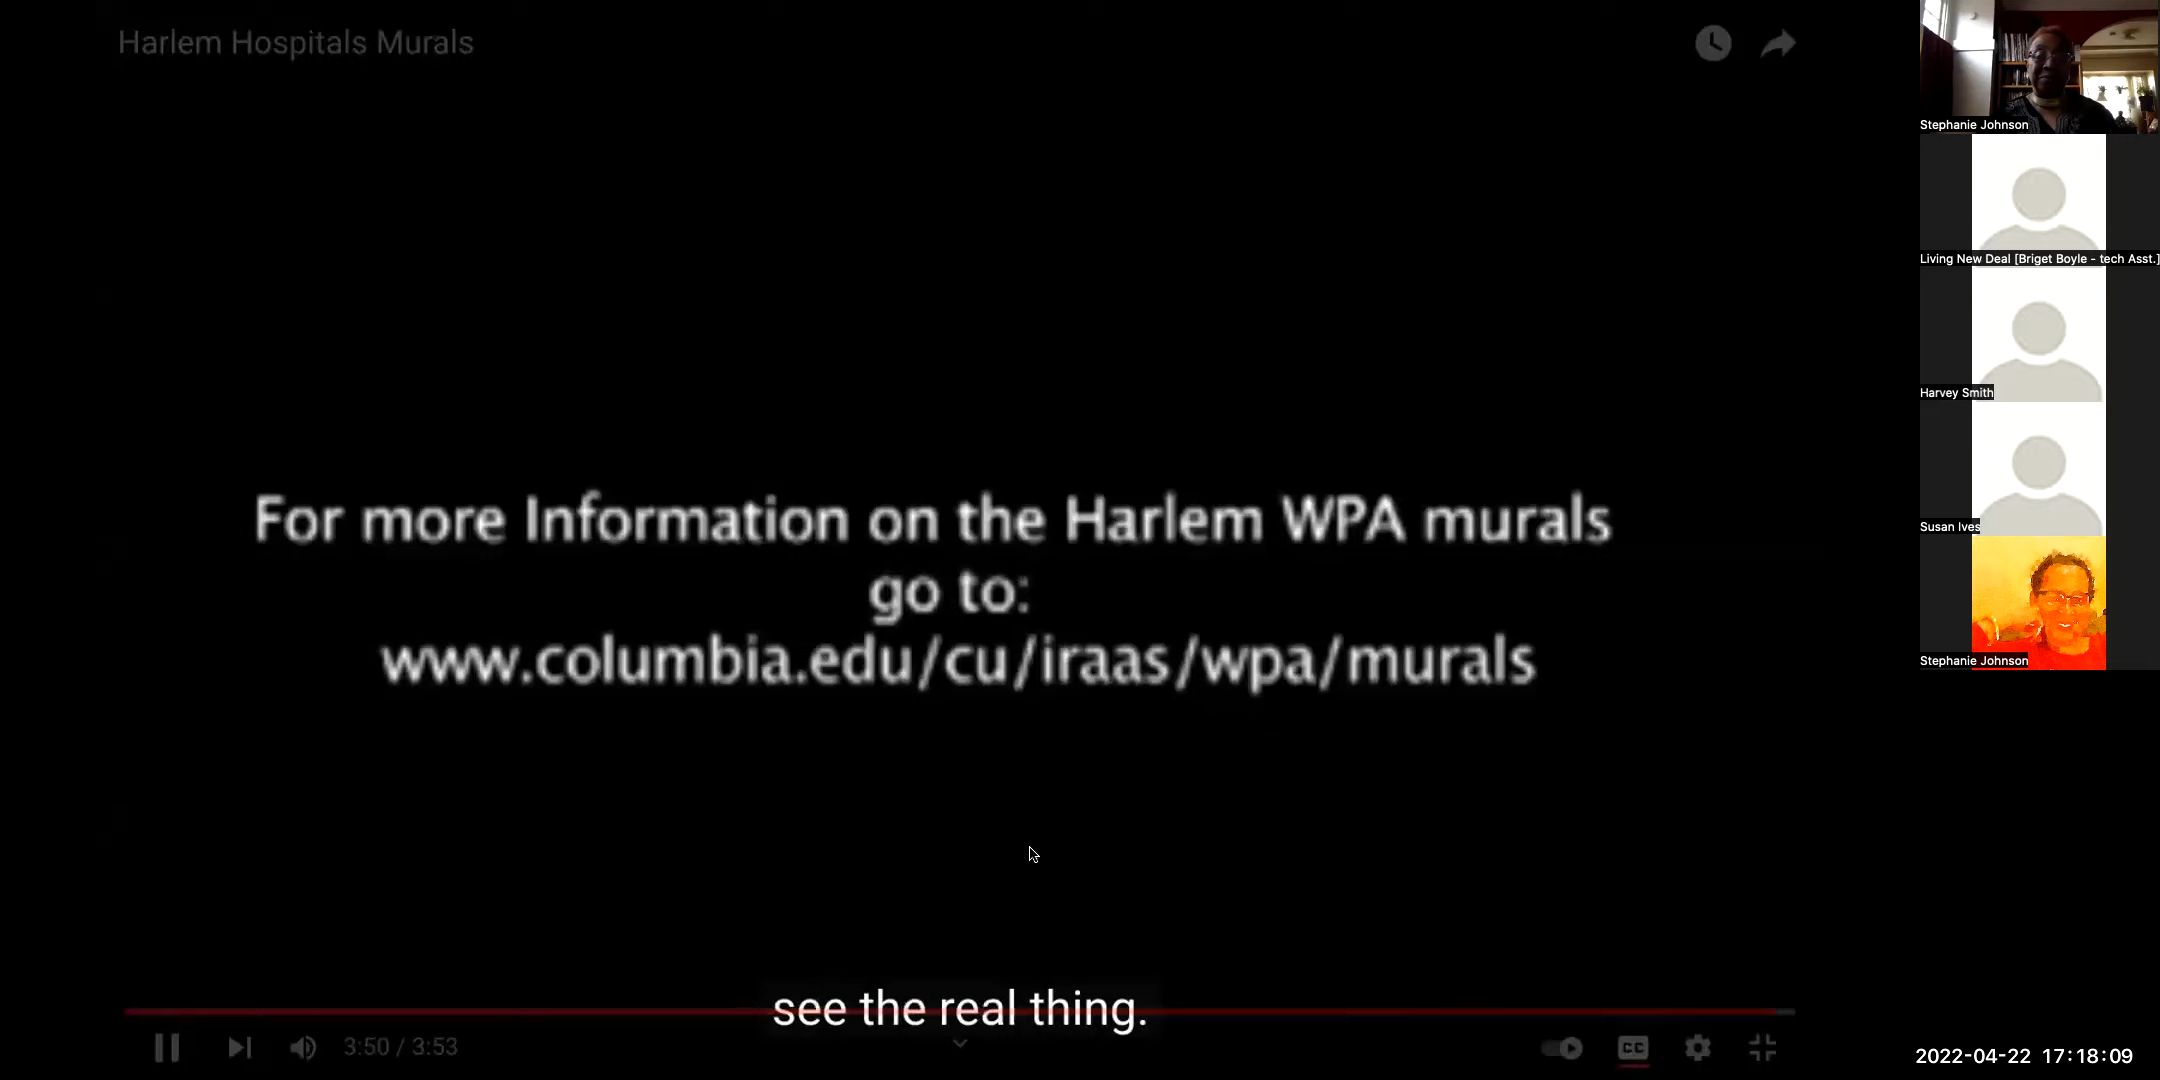 Harlem Hospitals Murals
For more Information on the Harlem WPA murals
go to:
www.columbia.edu/cu/iraas/wpa/murals
see the real thing.
3:50 / 3:53
CC
Stephanie Johnson
Living New Deal [Briget Boyle - tech Asst.]
Harvey Smith
Susan Ives
Stephanie Johnson
2022-04-22 17:18:09